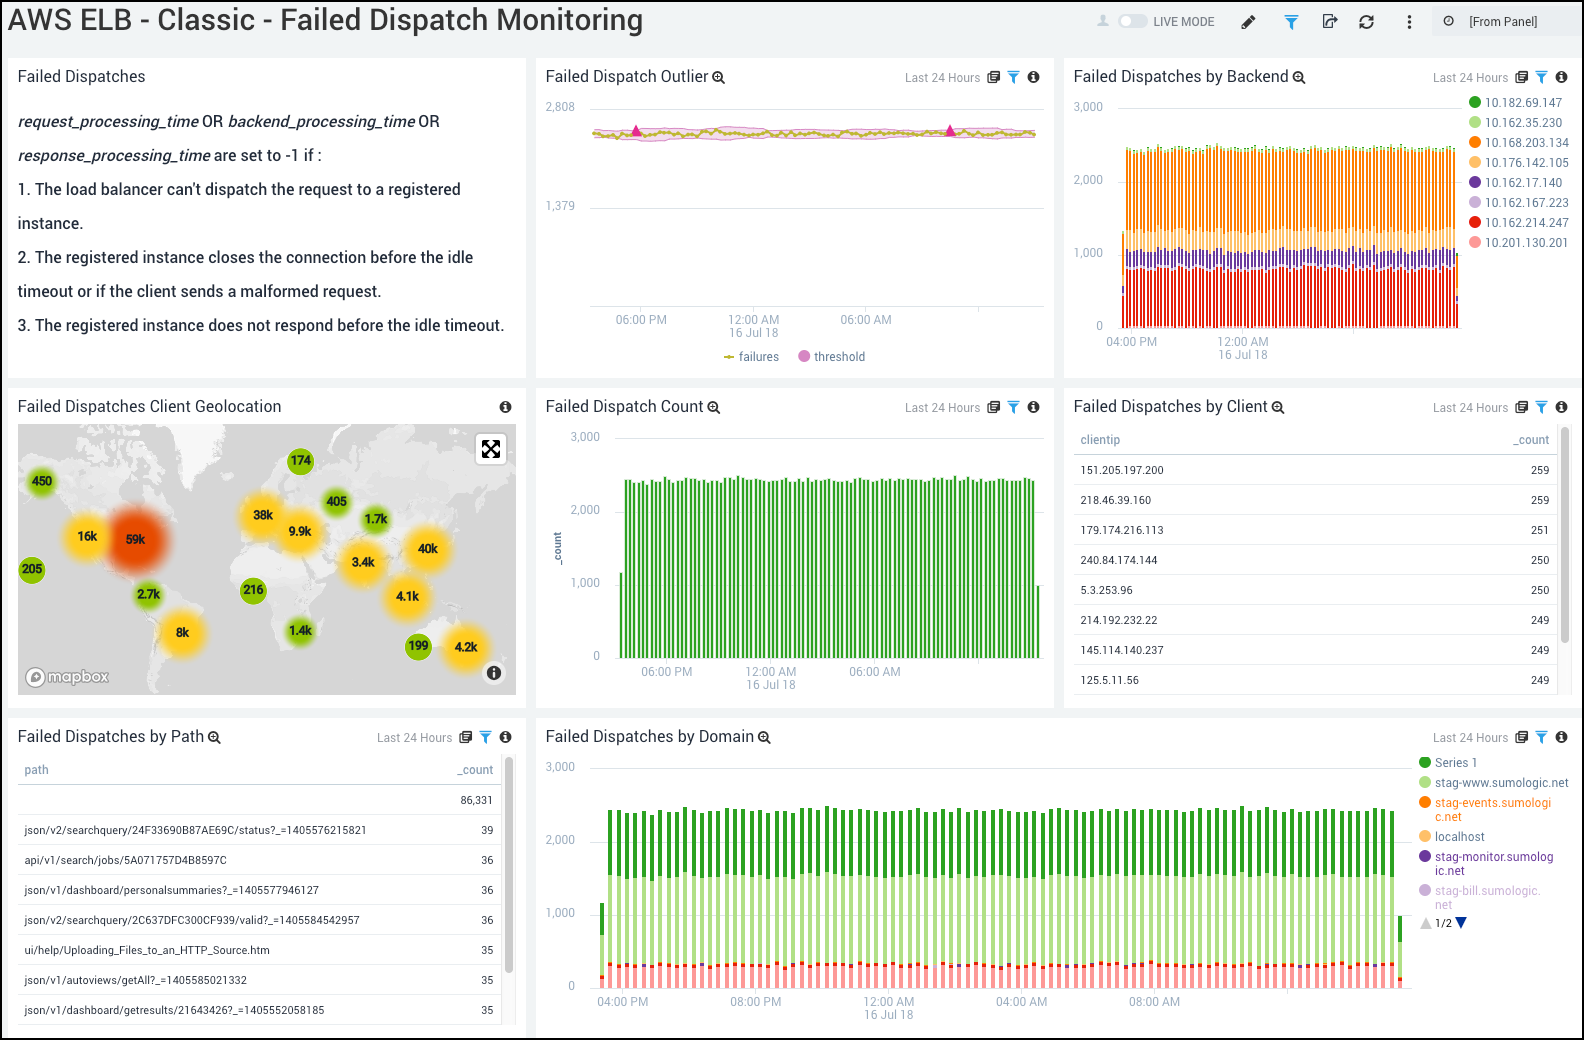 AWS ELB - Classic - Failed Dispatch Monitoring
LIVE MODE
[From Panel]
Failed Dispatches
request_processing_time OR backend_processing_time OR
response_processing_time are set to -1 if :
1. The load balancer can't dispatch the request to a registered
instance.
2. The registered instance closes the connection before the idle
timeout or if the client sends a malformed request.
3. The registered instance does not respond before the idle timeout.
Failed Dispatch Outlier
Last 24 Hours
2,808
1,379
06:00 PM
12:00 AM
06:00 AM
16 Jul 18
failures
threshold
Failed Dispatches by Backend
Last 24 Hours
3,000
2,000
1,000
0
04:00 PM
12:00 AM
16 Jul 18
10.182.69.147
10.162.35.230
10.168.203.134
10.176.142.105
10.162.17.140
10.162.167.223
10.162.214.247
10.201.130.201
Failed Dispatches Client Geolocation
174
450
405
38k
1.7k
9.9k
16k
59k
40k
3.4k
205
216
2.7k
4.1k
8k
1.4k
199
4.2k
mapbox
Failed Dispatch Count
Last 24 Hours
3,000
2,000
_count
1,000
0
06:00 PM
12:00 AM
06:00 AM
16 Jul 18
Failed Dispatches by Client
Last 24 Hours
clientip _count
151.205.197.200 259
218.46.39.160 259
179.174.216.113 251
240.84.174.144 250
5.3.253.96 250
214.192.232.22 249
145.114.140.237 249
125.5.11.56 249
Failed Dispatches by Path
Last 24 Hours
path _count
86,331
json/v2/searchquery/24F33690B87AE69C/status?_=1405576215821 39
api/v1/search/jobs/5A071757D4B8597C 36
json/v1/dashboard/personalsummaries?_=1405577946127 36
json/v2/searchquery/2C637DFC300CF939/valid?_=1405584542957 36
ui/help/Uploading_Files_to_an_HTTP_Source.htm 35
json/v1/autoviews/getAll?_=1405585021332 35
json/v1/dashboard/getresults/21643426?_=1405552058185 35
Failed Dispatches by Domain
Last 24 Hours
3,000
2,000
1,000
0
04:00 PM
08:00 PM
12:00 AM
04:00 AM
08:00 AM
16 Jul 18
Series 1
stag-www.sumologic.net
stag-events.sumologi
c.net
localhost
stag-monitor.sumolog
ic.net
stag-bill.sumologic.
net
1/2